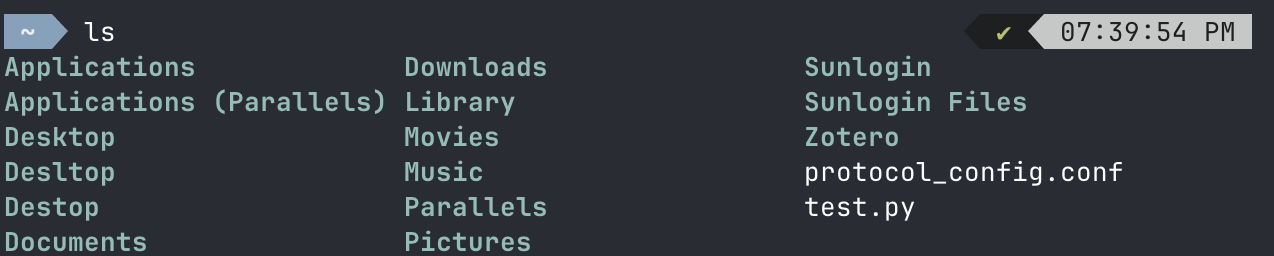 ~ ls ✔ 07:39:54 PM
Applications Downloads Sunlogin
Applications (Parallels) Library Sunlogin Files
Desktop Movies Zotero
Desltop Music protocol_config.conf
Destop Parallels test.py
Documents Pictures